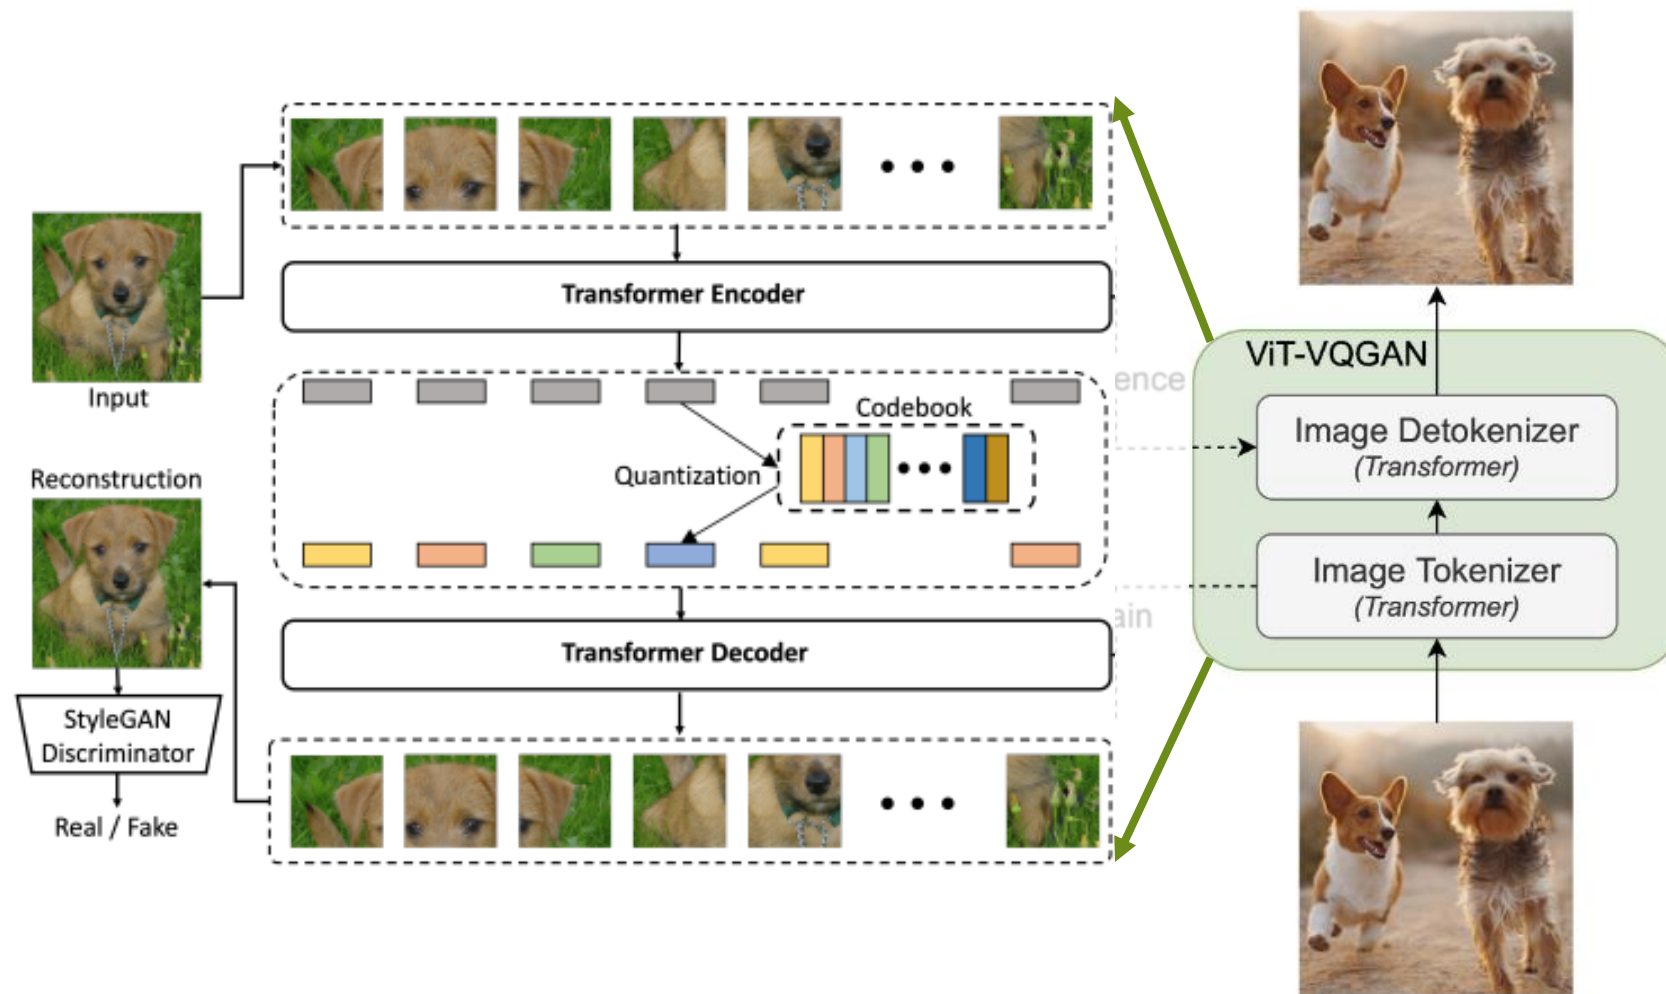 Input
Reconstruction
StyleGAN
Discriminator
Real / Fake
Transformer Encoder
Codebook
Quantization
Transformer Decoder
ViT-VQGAN
Image Detokenizer
(Transformer)
Image Tokenizer
(Transformer)
ence
ain